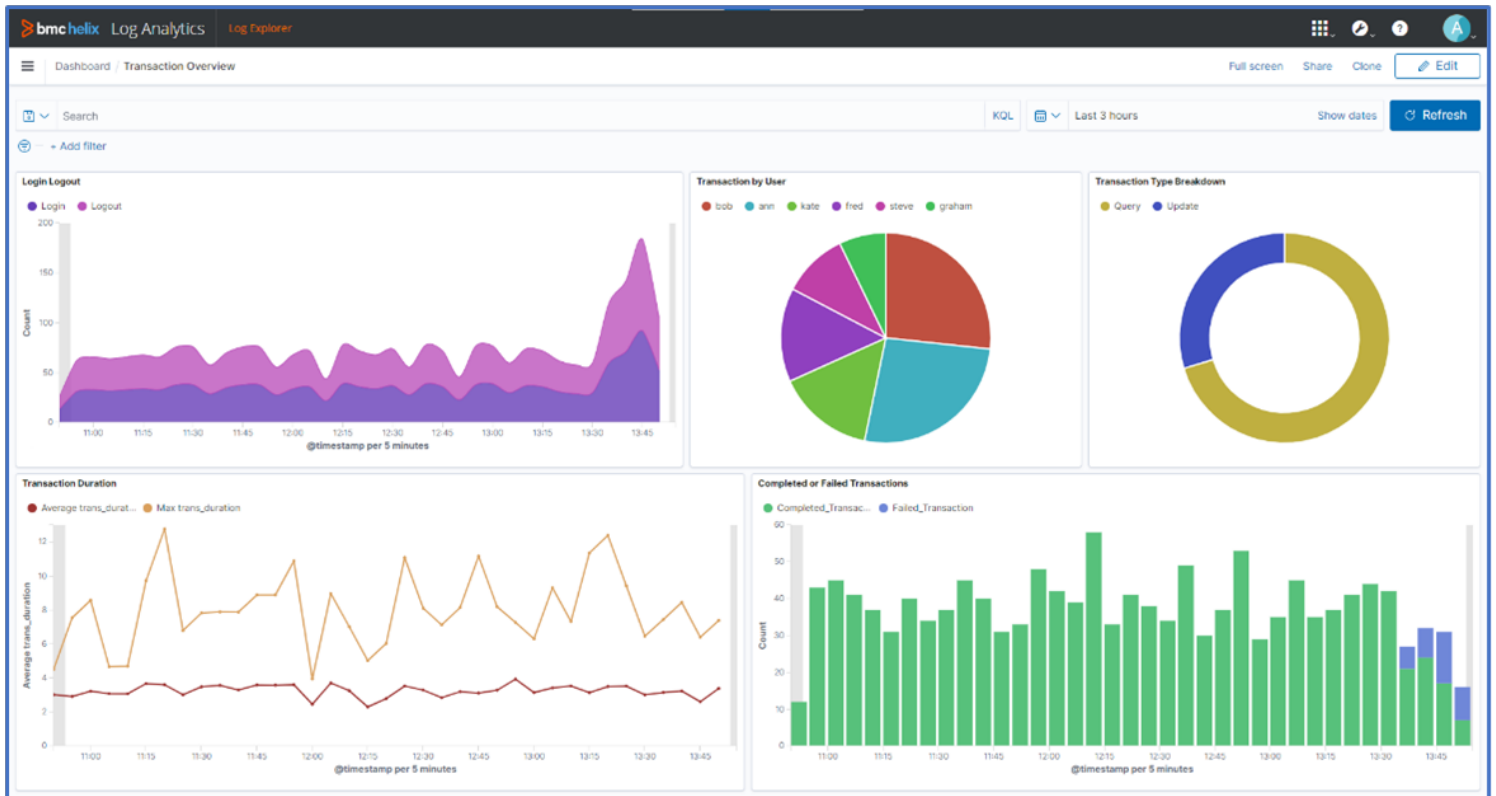 bmc helix Log Analytics Log Explorer
A
Dashboard / Transaction Overview
Full screen Share Clone Edit
Search KQL Last 3 hours Show dates Refresh
+ Add filter
Login Logout
Login Logout
200
150
100
50
0
Count
11:00 11:15 11:30 11:45 12:00 12:15 12:30 12:45 13:00 13:15 13:30 13:45
@timestamp per 5 minutes
Transaction by User
bob ann kate fred steve graham
Transaction Type Breakdown
Query Update
Transaction Duration
Average trans_durat... Max trans_duration
12
10
8
6
4
2
0
Average trans_duration
11:00 11:15 11:30 11:45 12:00 12:15 12:30 12:45 13:00 13:15 13:30 13:45
@timestamp per 5 minutes
Completed or Failed Transactions
Completed_Transac... Failed_Transaction
60
50
40
30
20
10
0
Count
11:00 11:15 11:30 11:45 12:00 12:15 12:30 12:45 13:00 13:15 13:30 13:45
@timestamp per 5 minutes